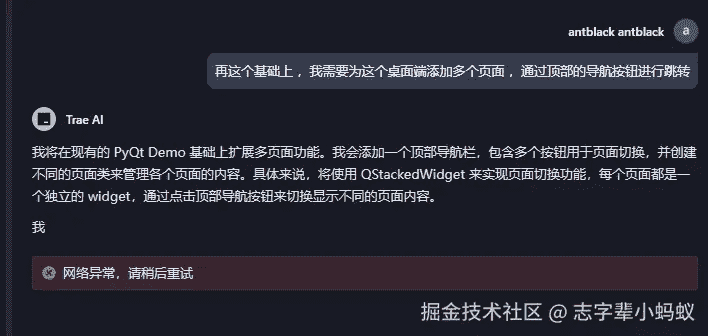 antblack antblack
a
再这个基础上，我需要为这个桌面端添加多个页面，通过顶部的导航按钮进行跳转
Trae AI
我将在现有的 PyQt Demo 基础上扩展多页面功能。我会添加一个顶部导航栏，包含多个按钮用于页面切换，并创建
不同的页面类来管理各个页面的内容。具体来说，将使用 QStackedWidget 来实现页面切换功能，每个页面都是一
个独立的 widget，通过点击顶部导航按钮来切换显示不同的页面内容。
我
网络异常，请稍后重试
掘金技术社区 @ 志字辈小蚂蚁